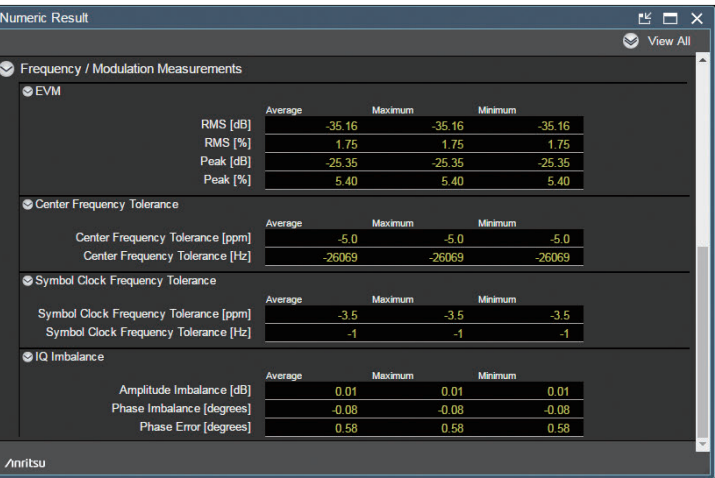 Numeric Result
View All
Frequency / Modulation Measurements
EVM
Average Maximum Minimum
RMS [dB] -35.16 -35.16 -35.16
RMS [%] 1.75 1.75 1.75
Peak [dB] -25.35 -25.35 -25.35
Peak [%] 5.40 5.40 5.40
Center Frequency Tolerance
Average Maximum Minimum
Center Frequency Tolerance [ppm] -5.0 -5.0 -5.0
Center Frequency Tolerance [Hz] -26069 -26069 -26069
Symbol Clock Frequency Tolerance
Average Maximum Minimum
Symbol Clock Frequency Tolerance [ppm] -3.5 -3.5 -3.5
Symbol Clock Frequency Tolerance [Hz] -1 -1 -1
IQ Imbalance
Average Maximum Minimum
Amplitude Imbalance [dB] 0.01 0.01 0.01
Phase Imbalance [degrees] -0.08 -0.08 -0.08
Phase Error [degrees] 0.58 0.58 0.58
Anritsu